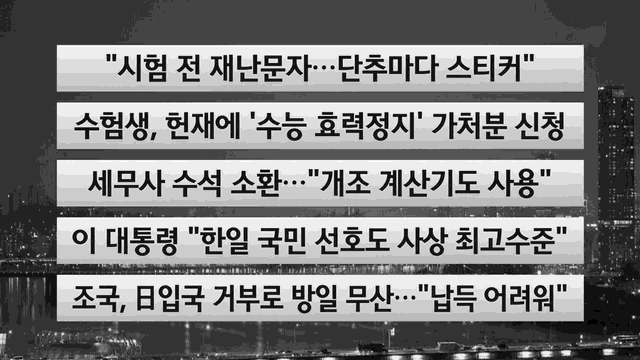 "시험 전 재난문자…단추마다 스티커"
수험생, 헌재에 '수능 효력정지' 가처분 신청
세무사 수석 소환…"개조 계산기도 사용"
이 대통령 "한일 국민 선호도 사상 최고수준"
조국, 日입국 거부로 방일 무산…"납득 어려워"